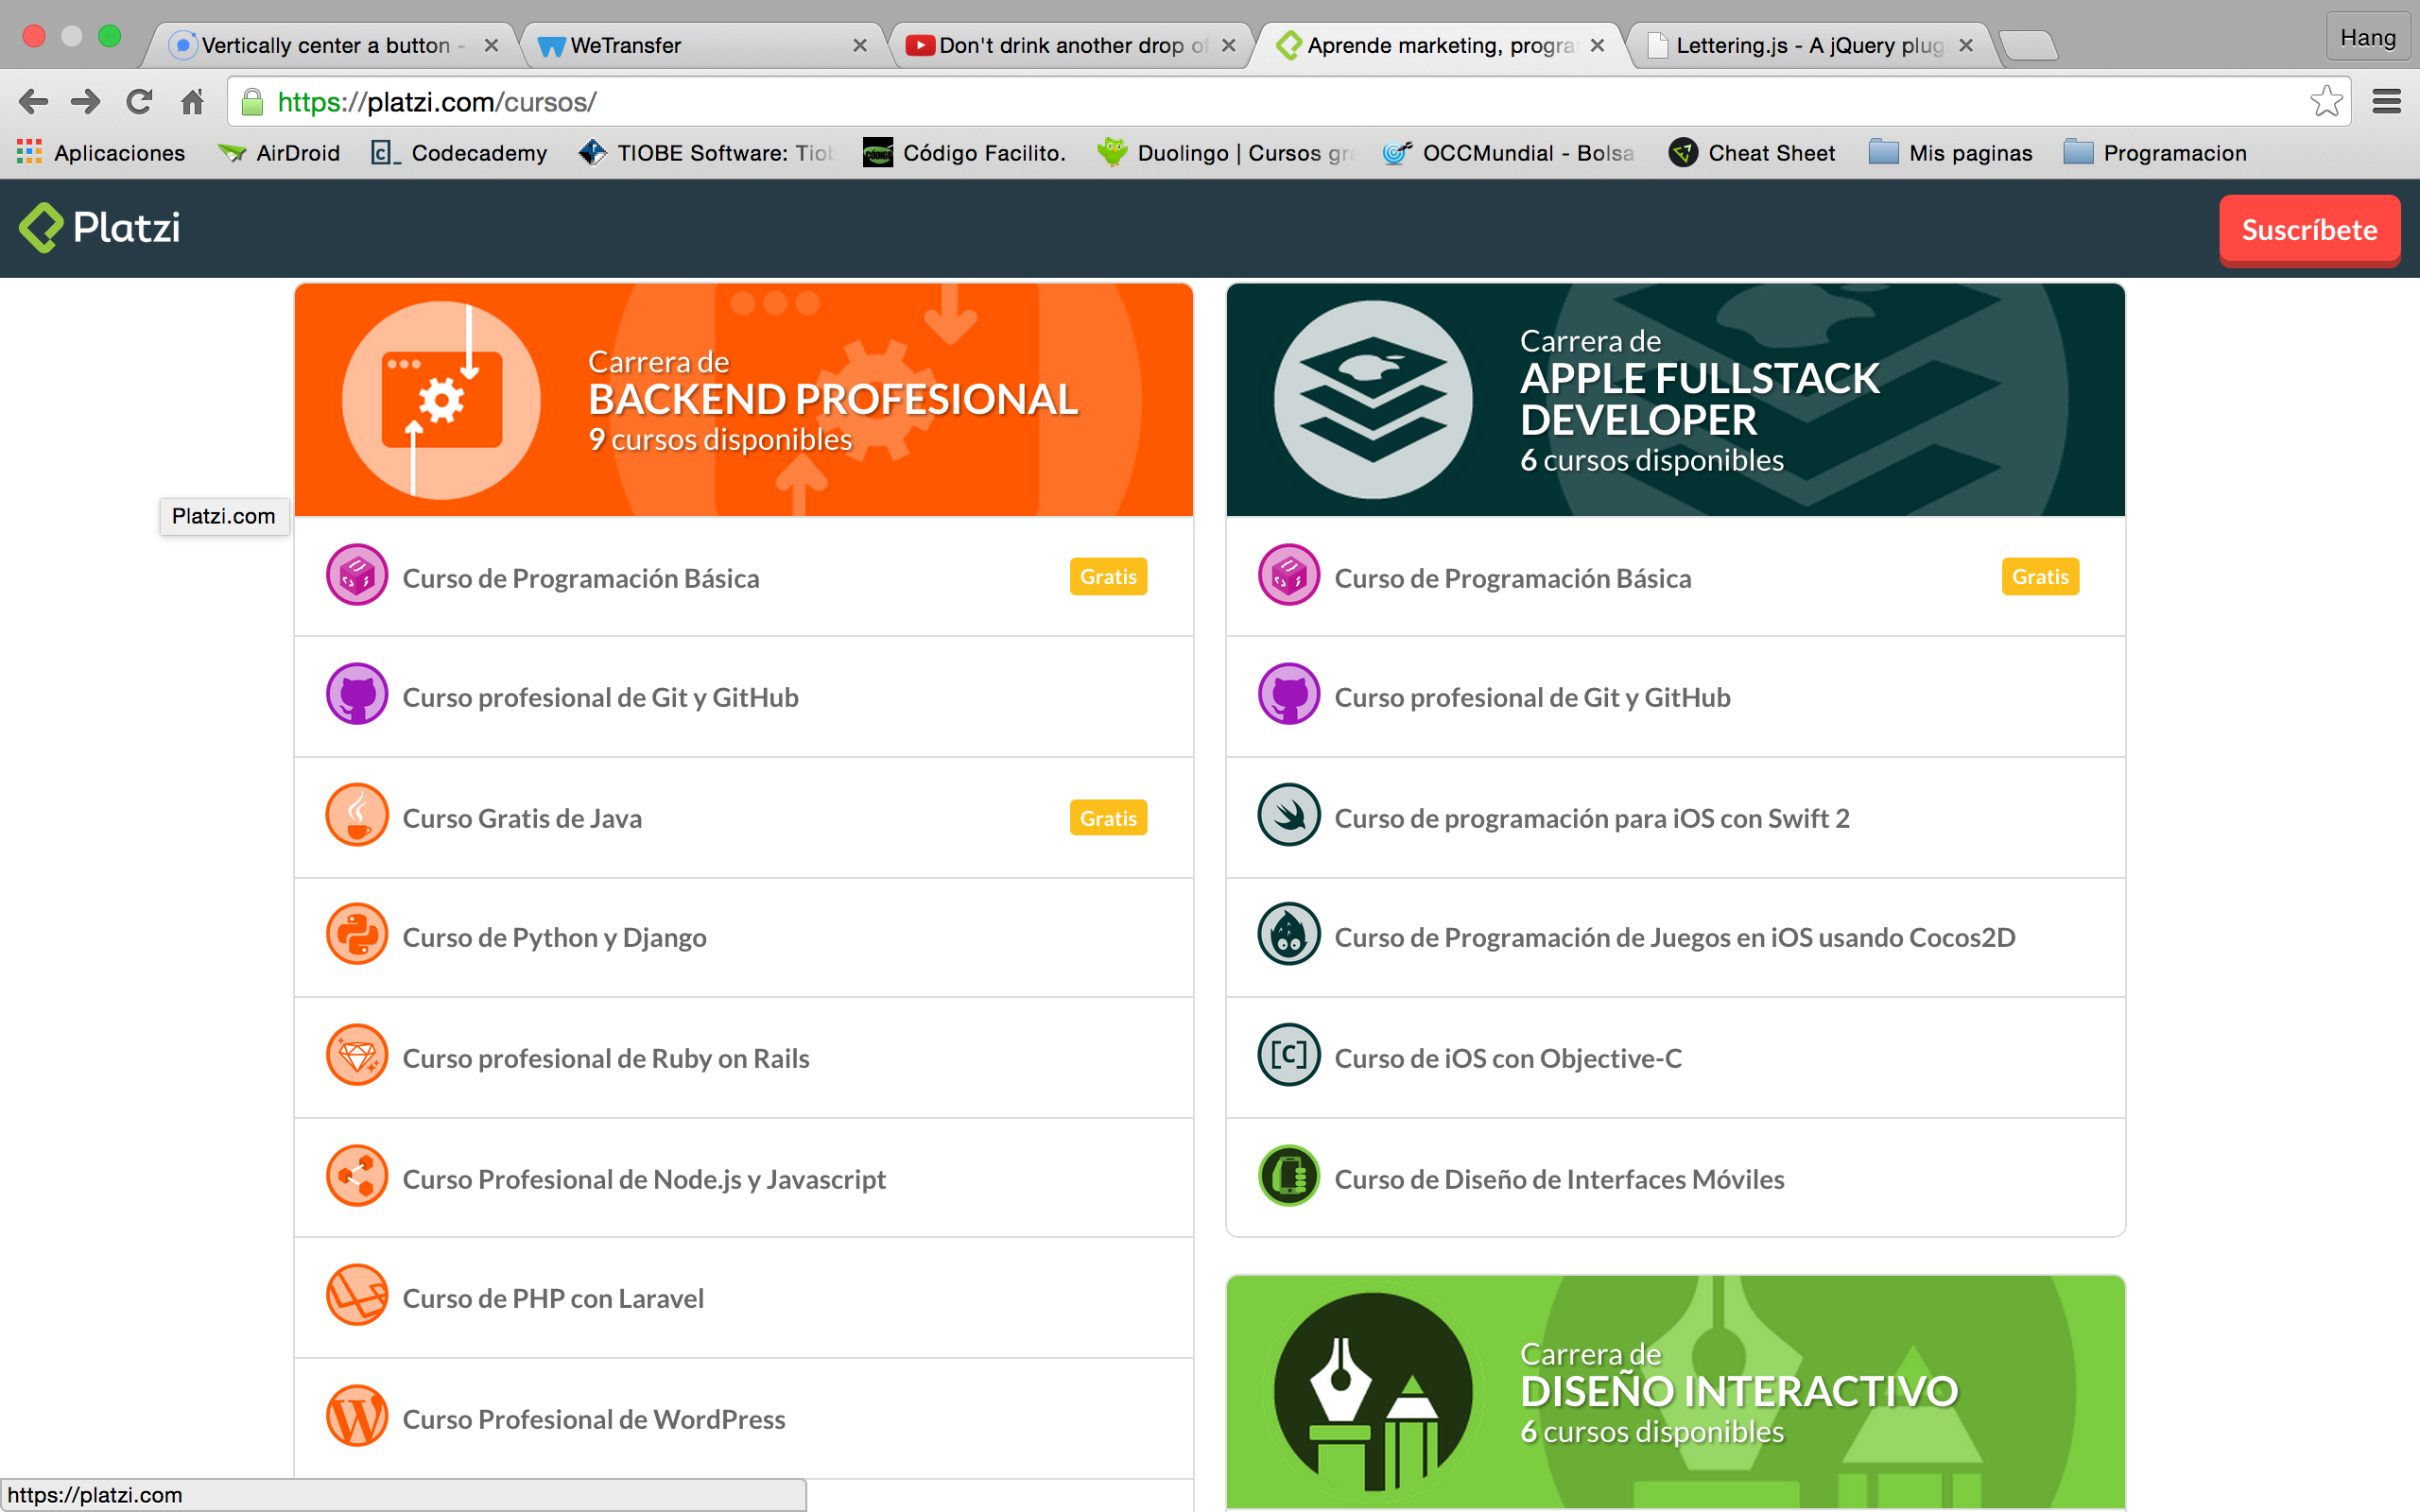 Vertically center a button -
WeTransfer
Don't drink another drop of
Aprende marketing, progra
Lettering.js - A jQuery plug
Hang
https://platzi.com/cursos/
Aplicaciones
AirDroid
Codecademy
TIOBE Software: Tiob
Código Facilito.
Duolingo | Cursos gra
OCCMundial - Bolsa
Cheat Sheet
Mis paginas
Programacion
Platzi
Suscríbete
Carrera de
BACKEND PROFESIONAL
9 cursos disponibles
Platzi.com
Curso de Programación Básica
Gratis
Curso profesional de Git y GitHub
Curso Gratis de Java
Gratis
Curso de Python y Django
Curso profesional de Ruby on Rails
Curso Profesional de Node.js y Javascript
Curso de PHP con Laravel
Curso Profesional de WordPress
Carrera de
APPLE FULLSTACK
DEVELOPER
6 cursos disponibles
Curso de Programación Básica
Gratis
Curso profesional de Git y GitHub
Curso de programación para iOS con Swift 2
Curso de Programación de Juegos en iOS usando Cocos2D
[C]
Curso de iOS con Objective-C
Curso de Diseño de Interfaces Móviles
Carrera de
DISEÑO INTERACTIVO
6 cursos disponibles
https://platzi.com